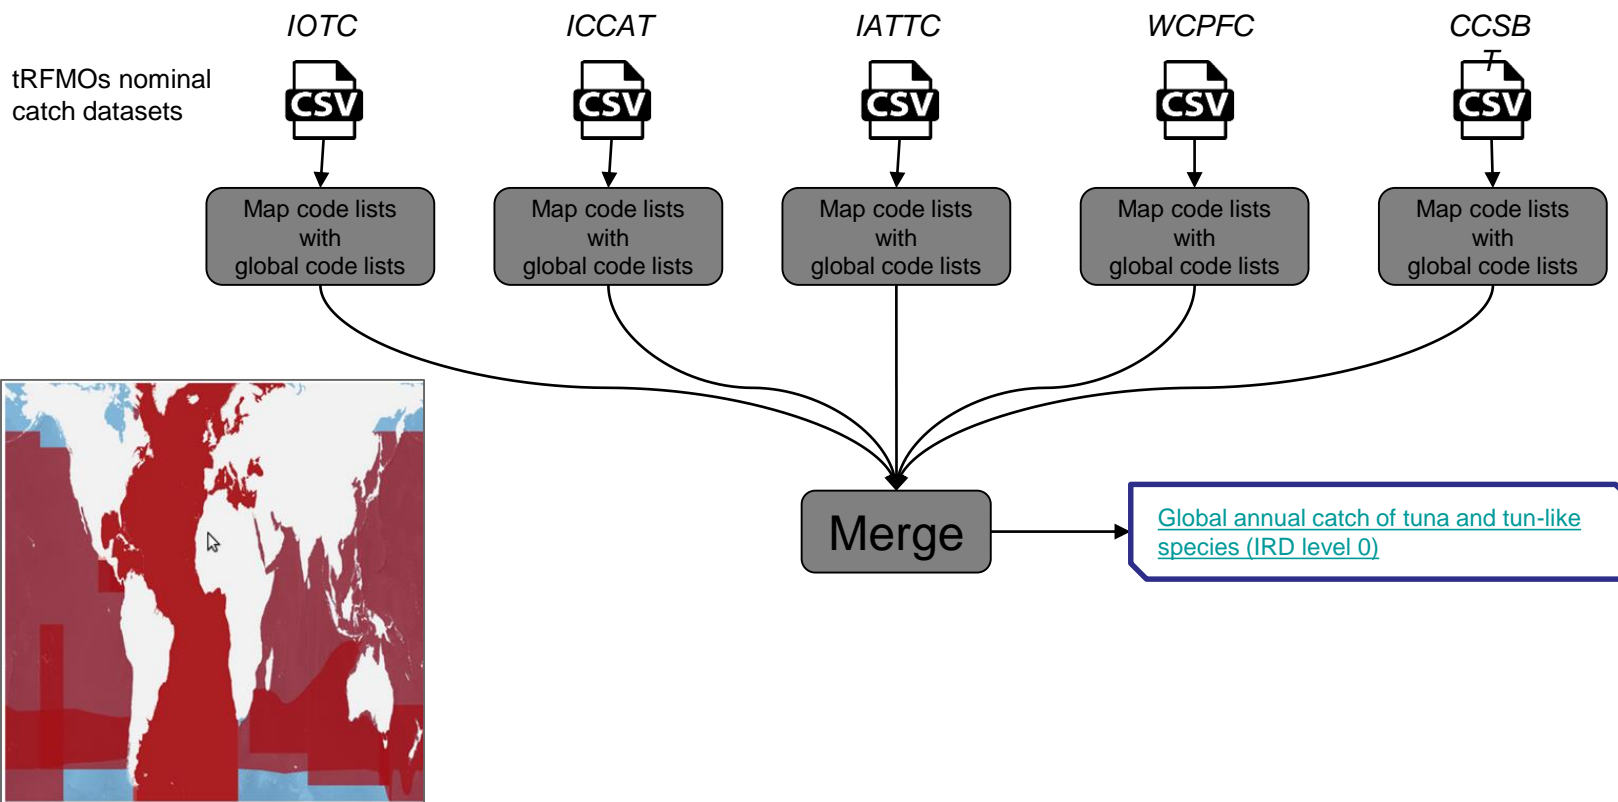 IOTC
ICCAT
IATTC
WCPFC
CCSB
T
tRFMOs nominal
catch datasets
CSV
CSV
CSV
CSV
CSV
Map code lists
with
global code lists
Map code lists
with
global code lists
Map code lists
with
global code lists
Map code lists
with
global code lists
Map code lists
with
global code lists
Merge
Global annual catch of tuna and tun-like
species (IRD level 0)